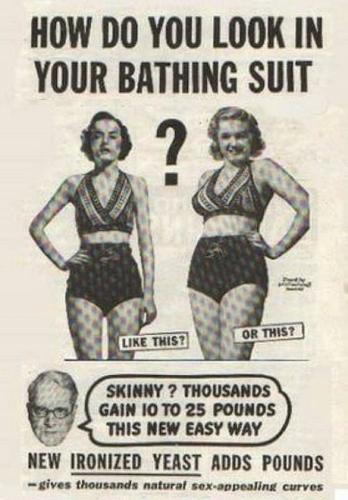 HOW DO YOU LOOK IN
YOUR BATHING SUIT
?
LIKE THIS?
OR THIS?
SKINNY? THOUSANDS
GAIN 10 TO 25 POUNDS
THIS NEW EASY WAY
NEW IRONIZED YEAST ADDS POUNDS
—gives thousands natural sex-appealing curves